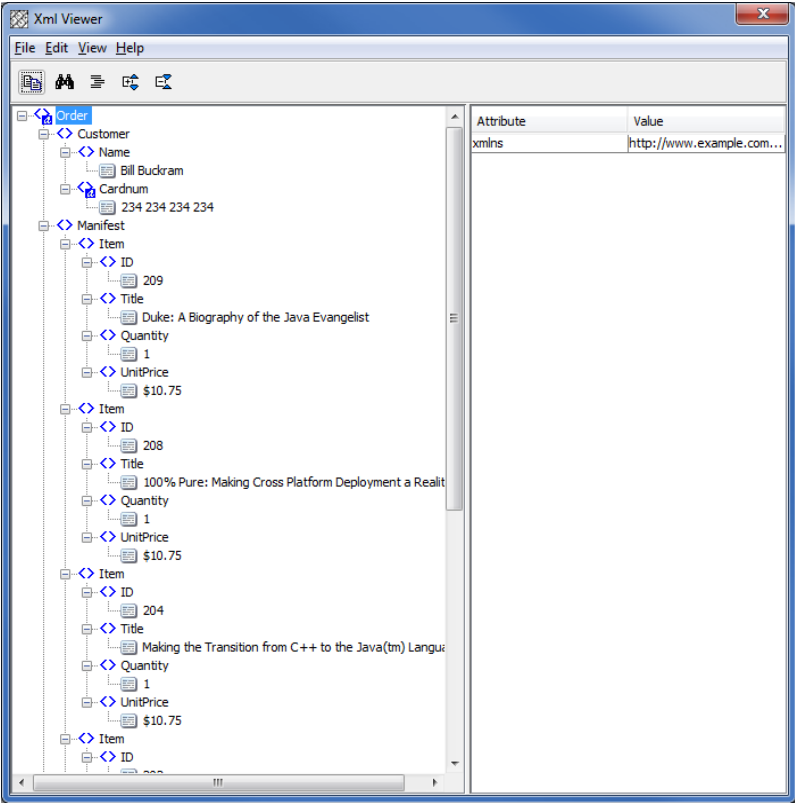 Xml Viewer
File Edit View Help
Order
Customer
Name
Bill Buckram
Cardnum
234 234 234 234
Manifest
Item
ID
209
Title
Duke: A Biography of the Java Evangelist
Quantity
1
UnitPrice
$10.75
Item
ID
208
Title
100% Pure: Making Cross Platform Deployment a Realit
Quantity
1
UnitPrice
$10.75
Item
ID
204
Title
Making the Transition from C++ to the Java(tm) Langua
Quantity
1
UnitPrice
$10.75
Item
ID
Attribute Value
xmlns http://www.example.com...